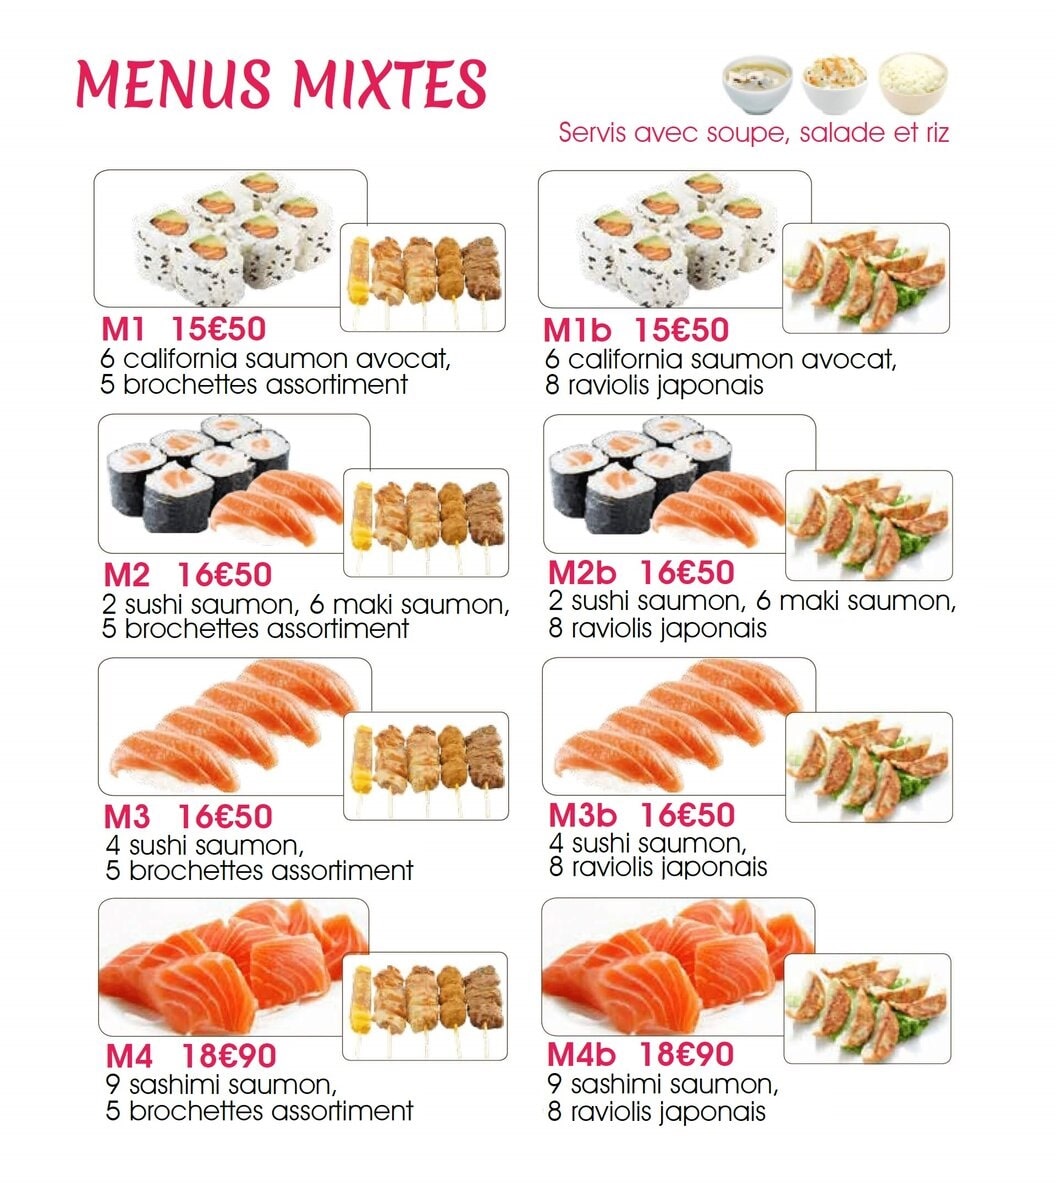 MENUS MIXTES
Servis avec soupe, salade et riz
M1 15€50
6 california saumon avocat,
5 brochettes assortiment
M1b 15€50
6 california saumon avocat,
8 raviolis japonais
M2 16€50
2 sushi saumon, 6 maki saumon,
5 brochettes assortiment
M2b 16€50
2 sushi saumon, 6 maki saumon,
8 raviolis japonais
M3 16€50
4 sushi saumon,
5 brochettes assortiment
M3b 16€50
4 sushi saumon,
8 raviolis japonais
M4 18€90
9 sashimi saumon,
5 brochettes assortiment
M4b 18€90
9 sashimi saumon,
8 raviolis japonais